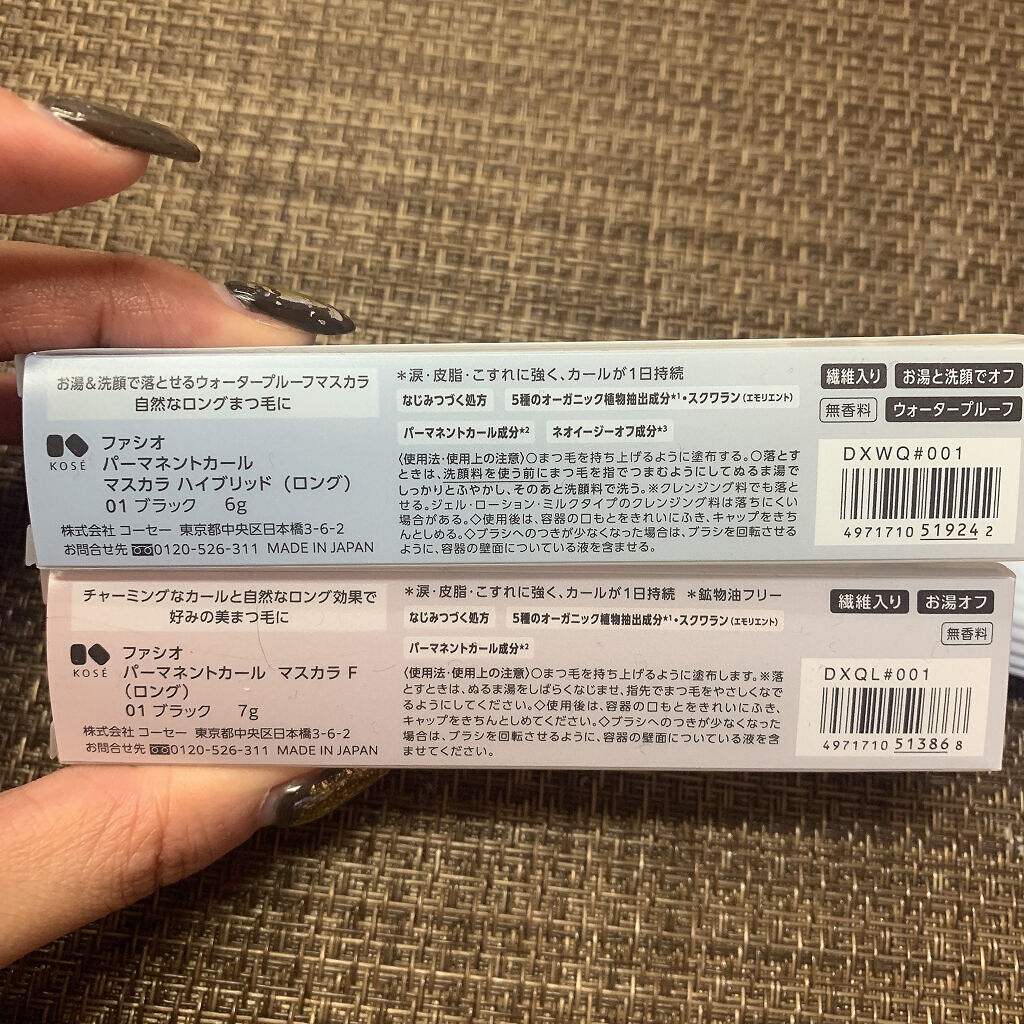 お湯&洗顔で落とせるウォータープルーフマスカラ
自然なロングまつ毛に
KOSÉ
ファシオ
パーマネントカール
マスカラ ハイブリッド（ロング）
01 ブラック 6g
株式会社 コーセー 東京都中央区日本橋3-6-2
お問合せ先 0120-526-311 MADE IN JAPAN
＊涙・皮脂・こすれに強く、カールが1日持続
なじみつづく処方 5種のオーガニック植物抽出成分*1・スクワラン（エモリエント）
パーマネントカール成分*2 ネオイージーオフ成分*3
〈使用法・使用上の注意〉○まつ毛を持ち上げるように塗布する。○落とす
ときは、洗顔料を使う前にまつ毛を指でつまむようにしてぬるま湯で
しっかりとふやかし、そのあと洗顔料で洗う。※クレンジング料でも落と
せる。ジェル・ローション・ミルクタイプのクレンジング料は落ちにくい
場合がある。◇使用後は、容器の口もとをきれいにふき、キャップをきち
んとしめる。◇ブラシへのつきが少なくなった場合は、ブラシを回転させる
ように、容器の壁面についている液を含ませる。
繊維入り お湯と洗顔でオフ
無香料 ウォータープルーフ
DXWQ#001
4971710 51924 2
チャーミングなカールと自然なロング効果で
好みの美まつ毛に
KOSÉ
ファシオ
パーマネントカール マスカラ F
（ロング）
01 ブラック 7g
株式会社 コーセー 東京都中央区日本橋3-6-2
お問合せ先 0120-526-311 MADE IN JAPAN
＊涙・皮脂・こすれに強く、カールが1日持続 ＊鉱物油フリー
なじみつづく処方 5種のオーガニック植物抽出成分*1・スクワラン（エモリエント）
パーマネントカール成分*2
〈使用法・使用上の注意〉○まつ毛を持ち上げるように塗布します。※落
とすときは、ぬるま湯をしばらくなじませ、指先でまつ毛をやさしくなで
るようにしてください。◇使用後は、容器の口もとをきれいにふき、
キャップをきちんとしめてください。◇ブラシへのつきが少なくなった
場合は、ブラシを回転させるように、容器の壁面についている液を含
ませてください。
繊維入り お湯オフ
無香料
DXQL#001
4971710 51386 8